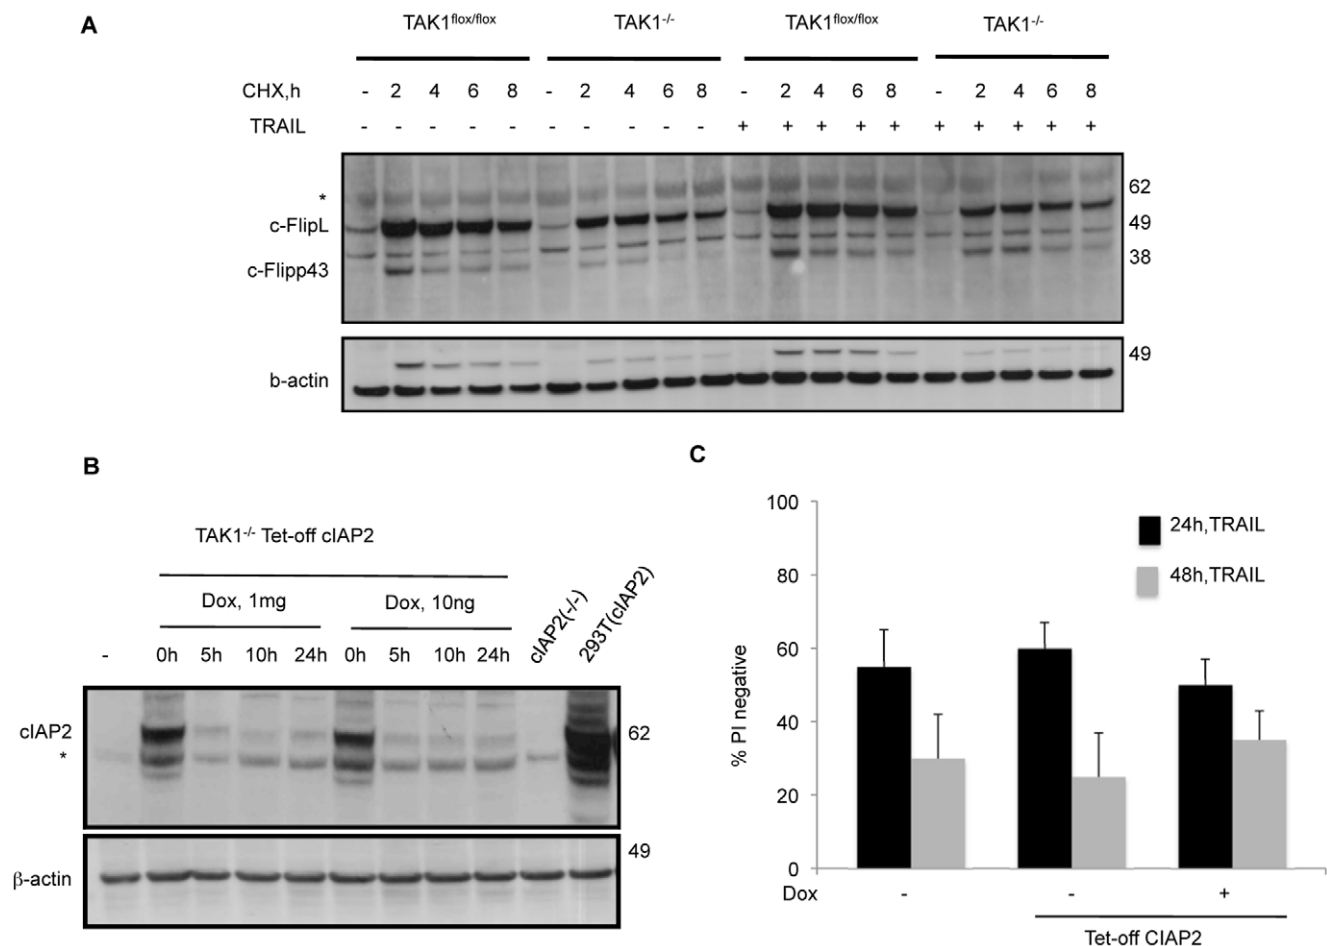 A
TAK1flox/flox TAK1-/- TAK1flox/flox TAK1-/-
CHX,h - 2 4 6 8 - 2 4 6 8 - 2 4 6 8 - 2 4 6 8
TRAIL - - - - - - - - - - + + + + + + + + + +
* 62
c-FlipL 49
c-Flipp43 38
49
b-actin
B
TAK1-/- Tet-off cIAP2
Dox, 1mg Dox, 10ng
- 0h 5h 10h 24h 0h 5h 10h 24h cIAP2(-/-) 293T(cIAP2)
cIAP2 62
*
49
β-actin
C
100
80
60
40
20
0
% PI negative
24h,TRAIL
48h,TRAIL
Dox - - +
Tet-off CIAP2